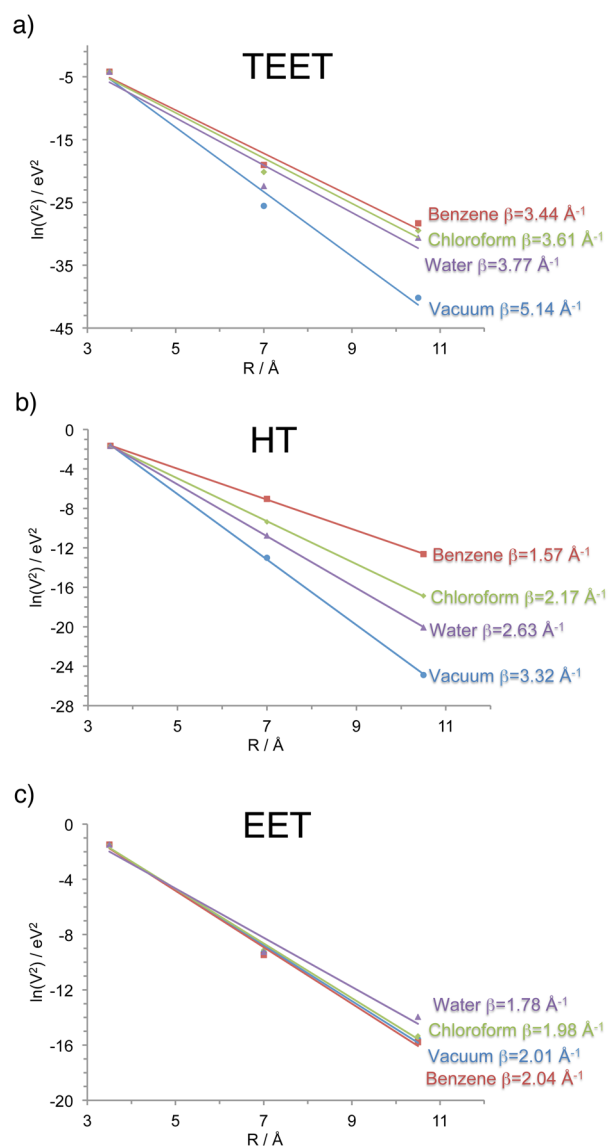 a)
TEET
-5
-15
-25
-35
-45
ln(V²) / eV²
3
5
7
9
11
R / Å
Benzene β=3.44 Å⁻¹
Chloroform β=3.61 Å⁻¹
Water β=3.77 Å⁻¹
Vacuum β=5.14 Å⁻¹
b)
HT
0
-4
-8
-12
-16
-20
-24
-28
ln(V²) / eV²
3
5
7
9
11
R / Å
Benzene β=1.57 Å⁻¹
Chloroform β=2.17 Å⁻¹
Water β=2.63 Å⁻¹
Vacuum β=3.32 Å⁻¹
c)
EET
0
-4
-8
-12
-16
-20
ln(V²) / eV²
3
5
7
9
11
R / Å
Water β=1.78 Å⁻¹
Chloroform β=1.98 Å⁻¹
Vacuum β=2.01 Å⁻¹
Benzene β=2.04 Å⁻¹